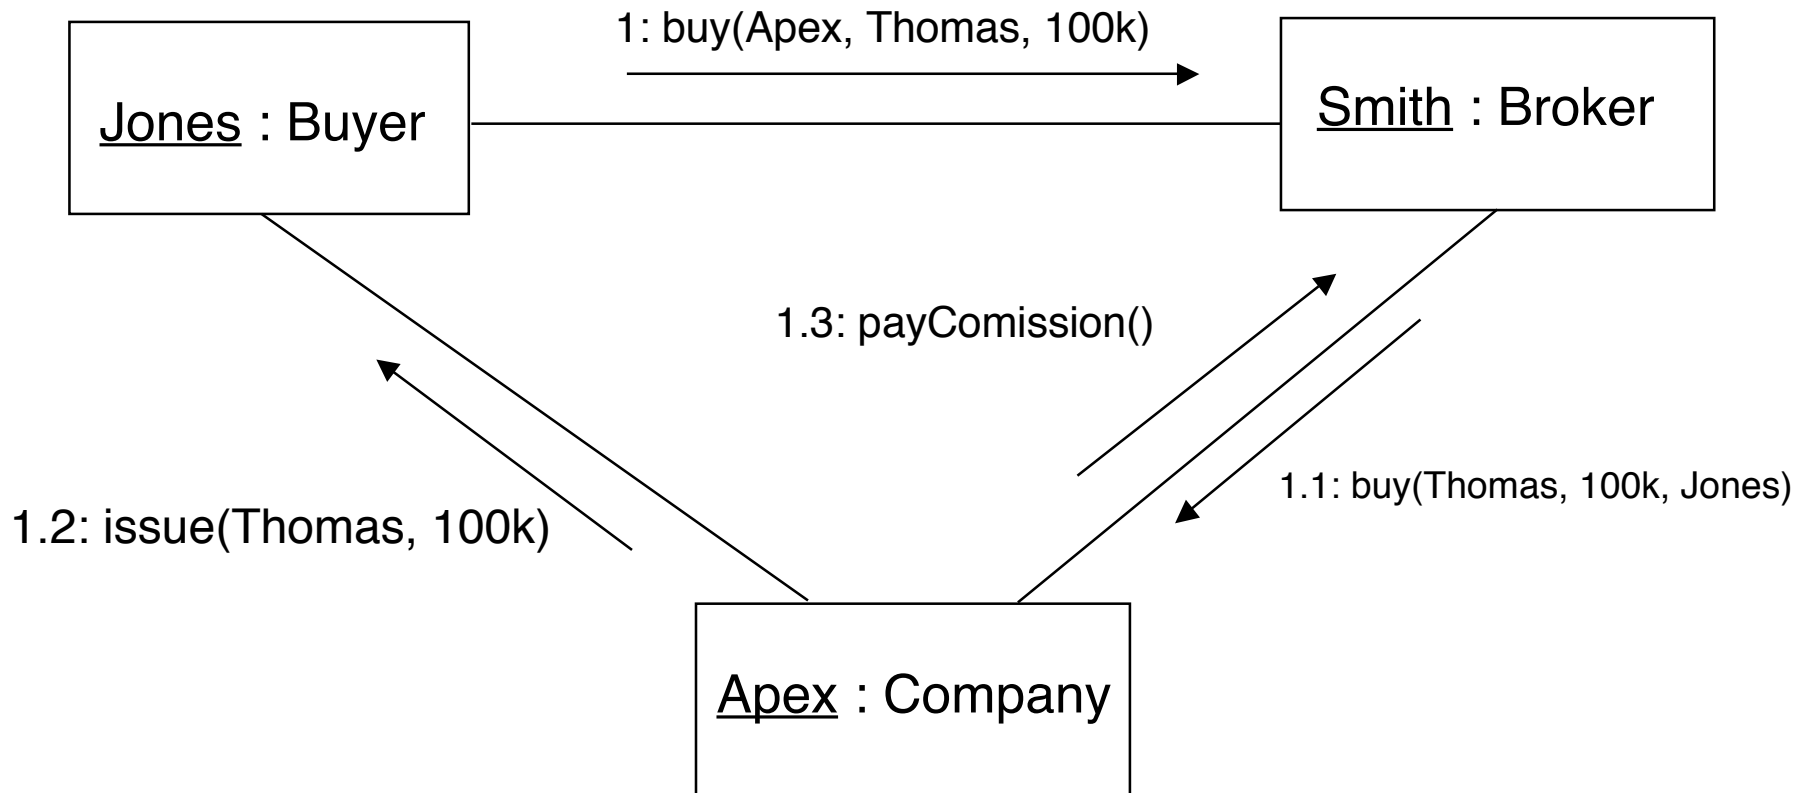 1: buy(Apex, Thomas, 100k)
Jones : Buyer
Smith : Broker
1.3: payComission()
1.1: buy(Thomas, 100k, Jones)
1.2: issue(Thomas, 100k)
Apex : Company